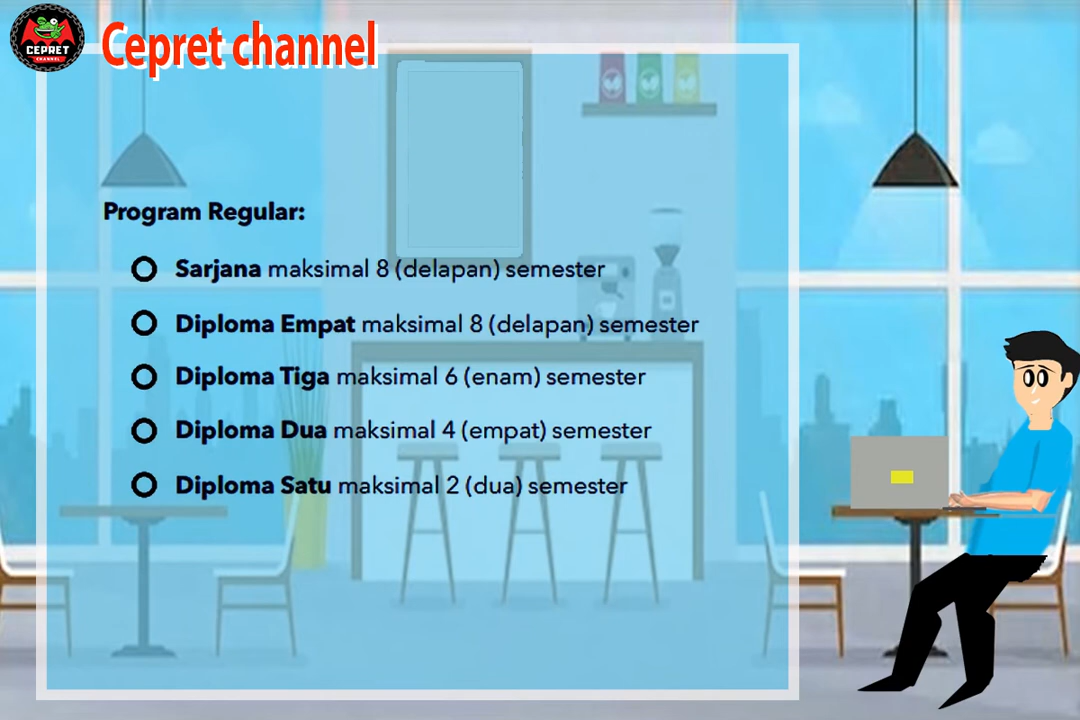 CEPRET
CHANNEL
Cepret channel
Program Regular:
Sarjana maksimal 8 (delapan) semester
Diploma Empat maksimal 8 (delapan) semester
Diploma Tiga maksimal 6 (enam) semester
Diploma Dua maksimal 4 (empat) semester
Diploma Satu maksimal 2 (dua) semester